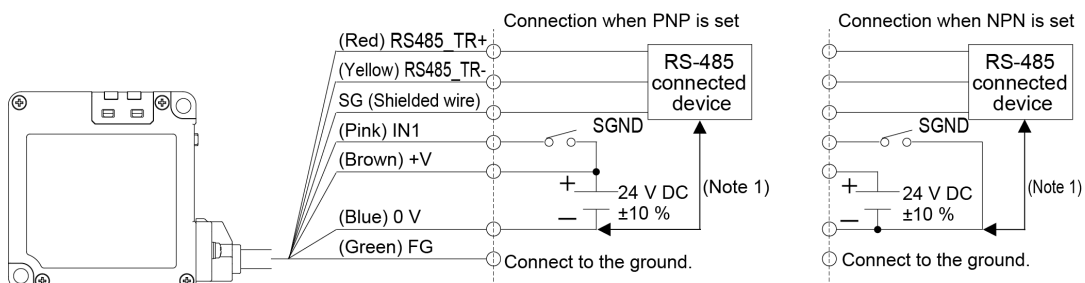 Connection when PNP is set
Connection when NPN is set
(Red) RS485_TR+
(Yellow) RS485_TR-
SG (Shielded wire)
(Pink) IN1
(Brown) +V
(Blue) 0 V
(Green) FG
RS-485
connected
device
SGND
+
24 V DC
±10 %
−
(Note 1)
Connect to the ground.
RS-485
connected
device
SGND
+
24 V DC
±10 %
−
(Note 1)
Connect to the ground.